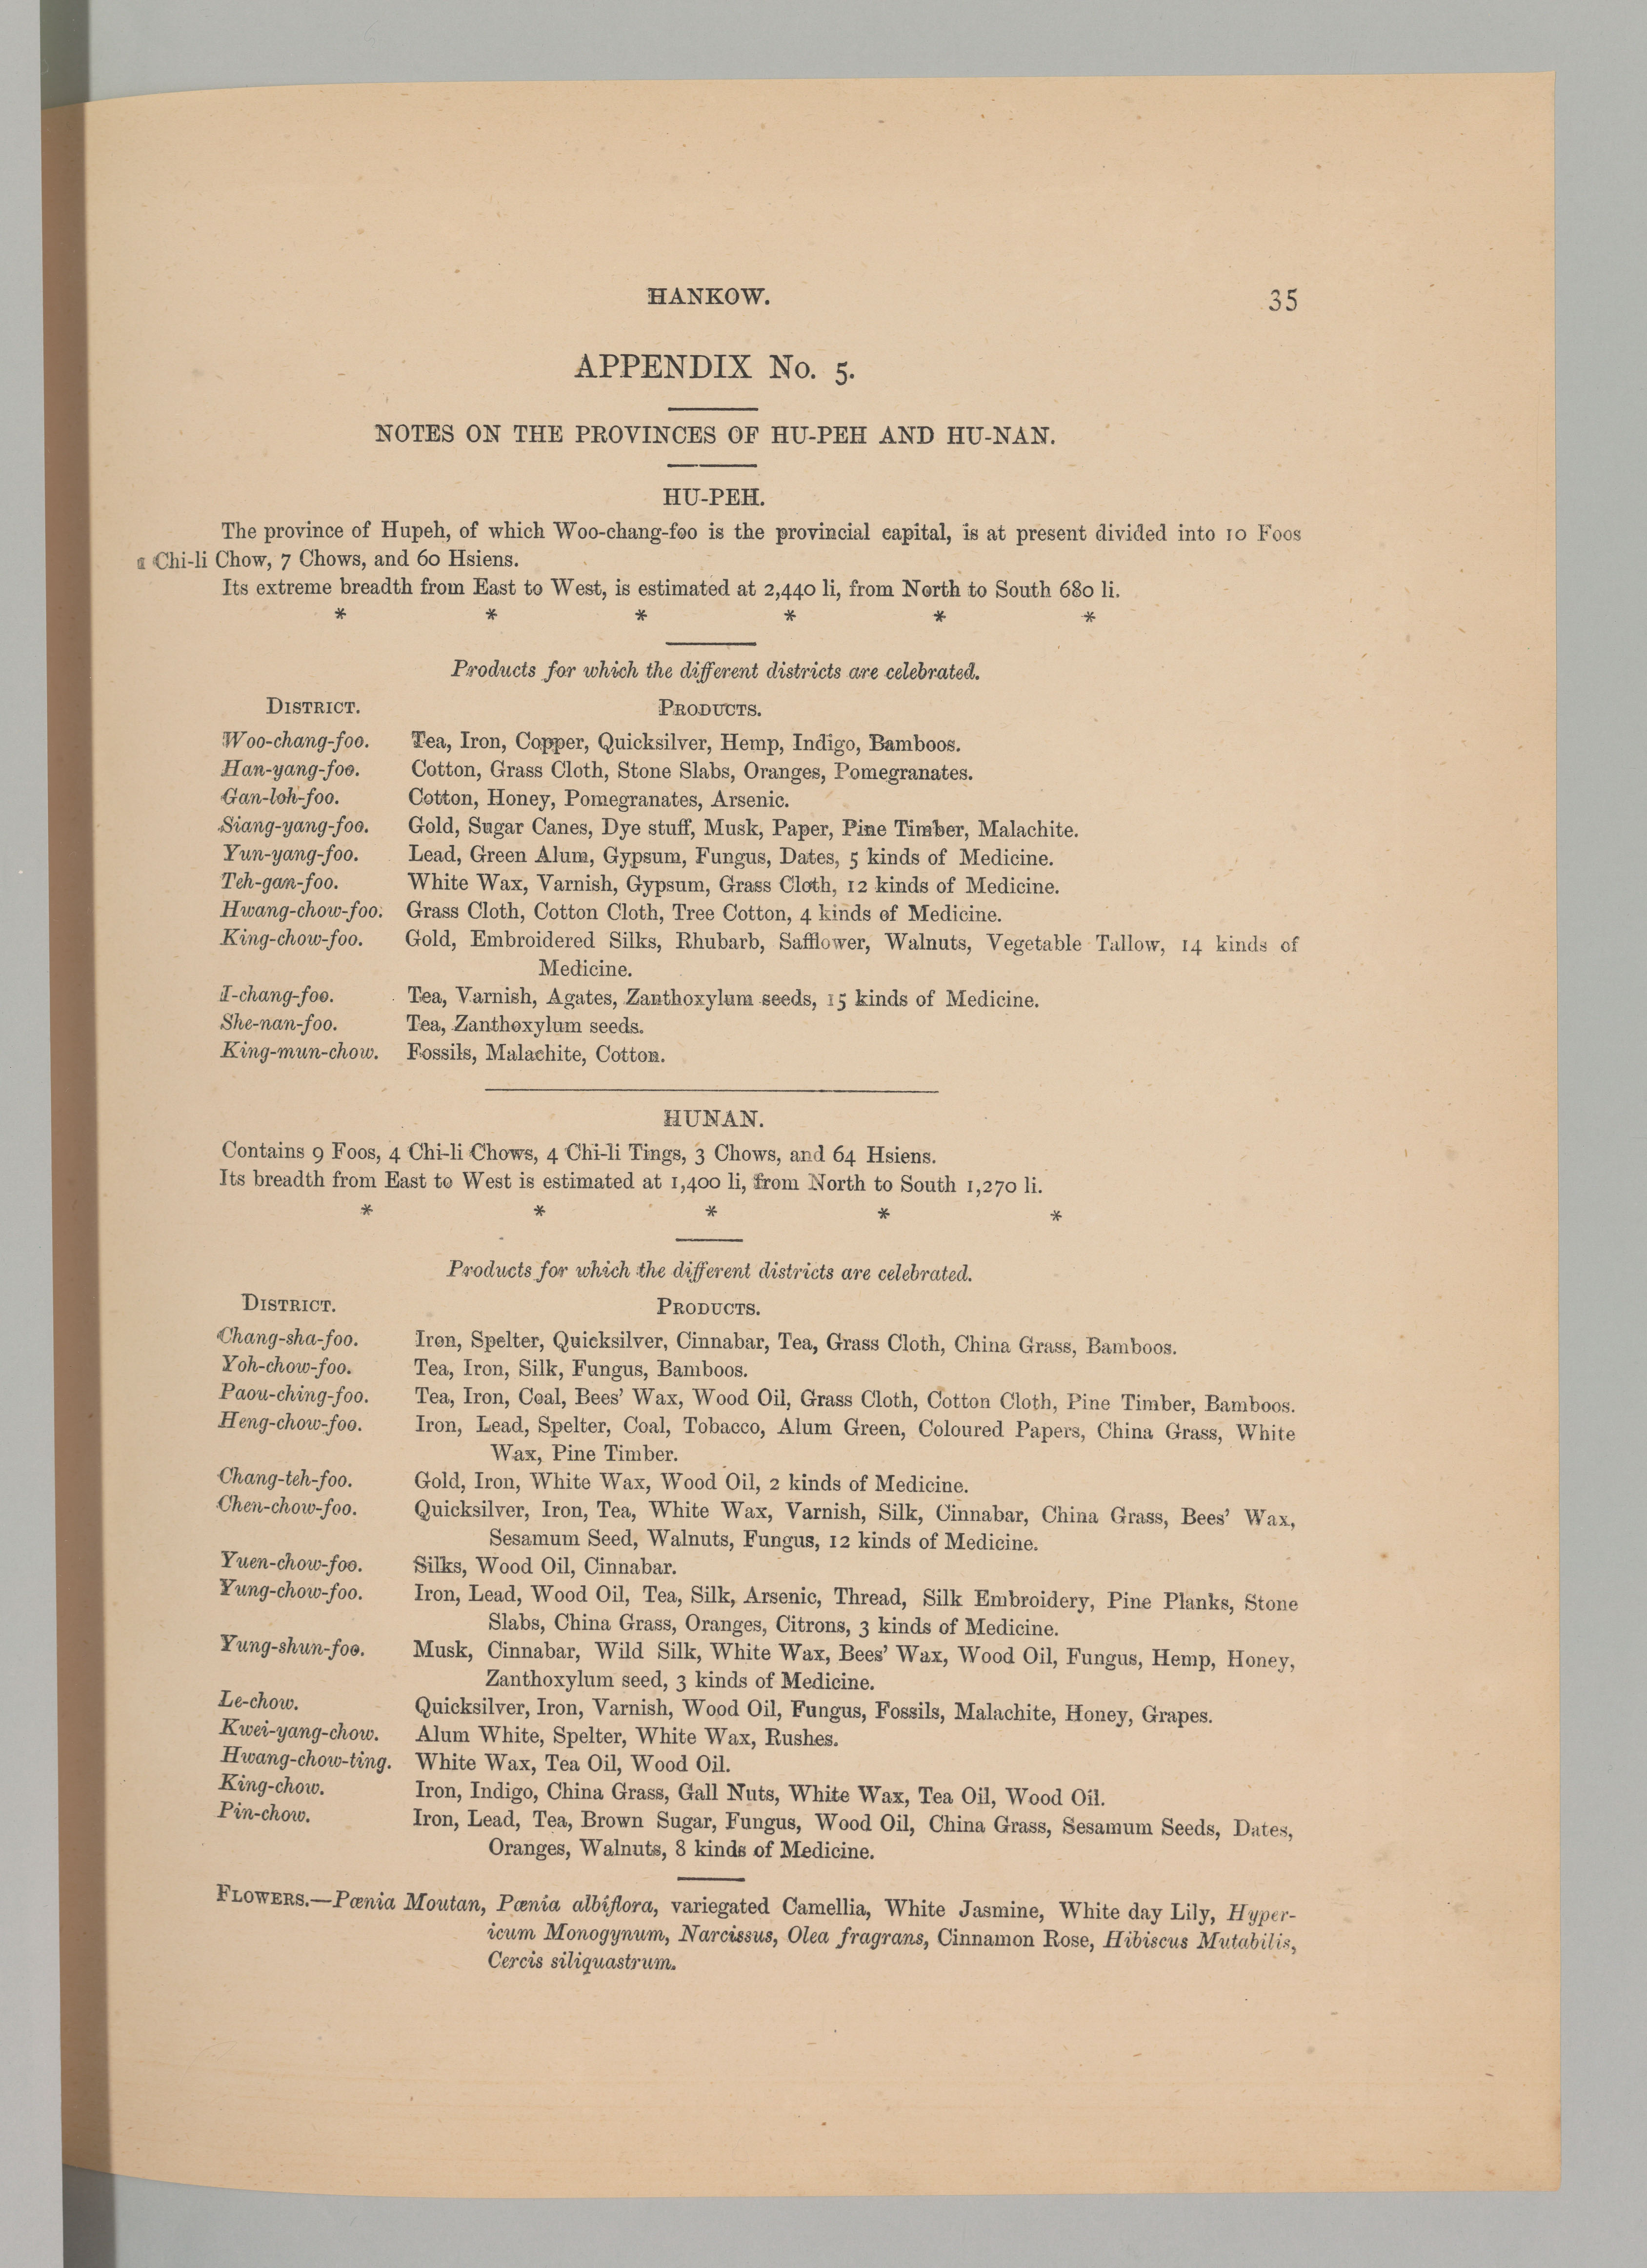 HANKOW.
35
APPENDIX No. 5.
NOTES ON THE PROVINCES OF HU-PEH AND HU-NAN.
HU-PEH.
The province of Hupeh, of which Woo-chang-foo is the provincial capital, is at present divided into 10 Foos
1 Chi-li Chow, 7 Chows, and 60 Hsiens.
Its extreme breadth from East to West, is estimated at 2,440 li, from North to South 680 li.
* * * * * *
Products for which the different districts are celebrated.
DISTRICT. PRODUCTS.
Woo-chang-foo. Tea, Iron, Copper, Quicksilver, Hemp, Indigo, Bamboos.
Han-yang-foo. Cotton, Grass Cloth, Stone Slabs, Oranges, Pomegranates.
Gan-loh-foo. Cotton, Honey, Pomegranates, Arsenic.
Siang-yang-foo. Gold, Sugar Canes, Dye stuff, Musk, Paper, Pine Timber, Malachite.
Yun-yang-foo. Lead, Green Alum, Gypsum, Fungus, Dates, 5 kinds of Medicine.
Teh-gan-foo. White Wax, Varnish, Gypsum, Grass Cloth, 12 kinds of Medicine.
Hwang-chow-foo. Grass Cloth, Cotton Cloth, Tree Cotton, 4 kinds of Medicine.
King-chow-foo. Gold, Embroidered Silks, Rhubarb, Safflower, Walnuts, Vegetable Tallow, 14 kinds of
Medicine.
I-chang-foo. Tea, Varnish, Agates, Zanthoxylum seeds, 15 kinds of Medicine.
She-nan-foo. Tea, Zanthoxylum seeds.
King-mun-chow. Fossils, Malachite, Cotton.
HUNAN.
Contains 9 Foos, 4 Chi-li Chows, 4 Chi-li Tings, 3 Chows, and 64 Hsiens.
Its breadth from East to West is estimated at 1,400 li, from North to South 1,270 li.
* * * * *
Products for which the different districts are celebrated.
DISTRICT. PRODUCTS.
Chang-sha-foo. Iron, Spelter, Quicksilver, Cinnabar, Tea, Grass Cloth, China Grass, Bamboos.
Yoh-chow-foo. Tea, Iron, Silk, Fungus, Bamboos.
Paou-ching-foo. Tea, Iron, Coal, Bees' Wax, Wood Oil, Grass Cloth, Cotton Cloth, Pine Timber, Bamboos.
Heng-chow-foo. Iron, Lead, Spelter, Coal, Tobacco, Alum Green, Coloured Papers, China Grass, White
Wax, Pine Timber.
Chang-teh-foo. Gold, Iron, White Wax, Wood Oil, 2 kinds of Medicine.
Chen-chow-foo. Quicksilver, Iron, Tea, White Wax, Varnish, Silk, Cinnabar, China Grass, Bees' Wax,
Sesamum Seed, Walnuts, Fungus, 12 kinds of Medicine.
Yuen-chow-foo. Silks, Wood Oil, Cinnabar.
Yung-chow-foo. Iron, Lead, Wood Oil, Tea, Silk, Arsenic, Thread, Silk Embroidery, Pine Planks, Stone
Slabs, China Grass, Oranges, Citrons, 3 kinds of Medicine.
Yung-shun-foo. Musk, Cinnabar, Wild Silk, White Wax, Bees' Wax, Wood Oil, Fungus, Hemp, Honey,
Zanthoxylum seed, 3 kinds of Medicine.
Le-chow. Quicksilver, Iron, Varnish, Wood Oil, Fungus, Fossils, Malachite, Honey, Grapes.
Kwei-yang-chow. Alum White, Spelter, White Wax, Rushes.
Hwang-chow-ting. White Wax, Tea Oil, Wood Oil.
King-chow. Iron, Indigo, China Grass, Gall Nuts, White Wax, Tea Oil, Wood Oil.
Pin-chow. Iron, Lead, Tea, Brown Sugar, Fungus, Wood Oil, China Grass, Sesamum Seeds, Dates,
Oranges, Walnuts, 8 kinds of Medicine.
FLOWERS.—Pœnia Moutan, Pœnia albiflora, variegated Camellia, White Jasmine, White day Lily, Hyper-
icum Monogynum, Narcissus, Olea fragrans, Cinnamon Rose, Hibiscus Mutabilis,
Cercis siliquastrum.